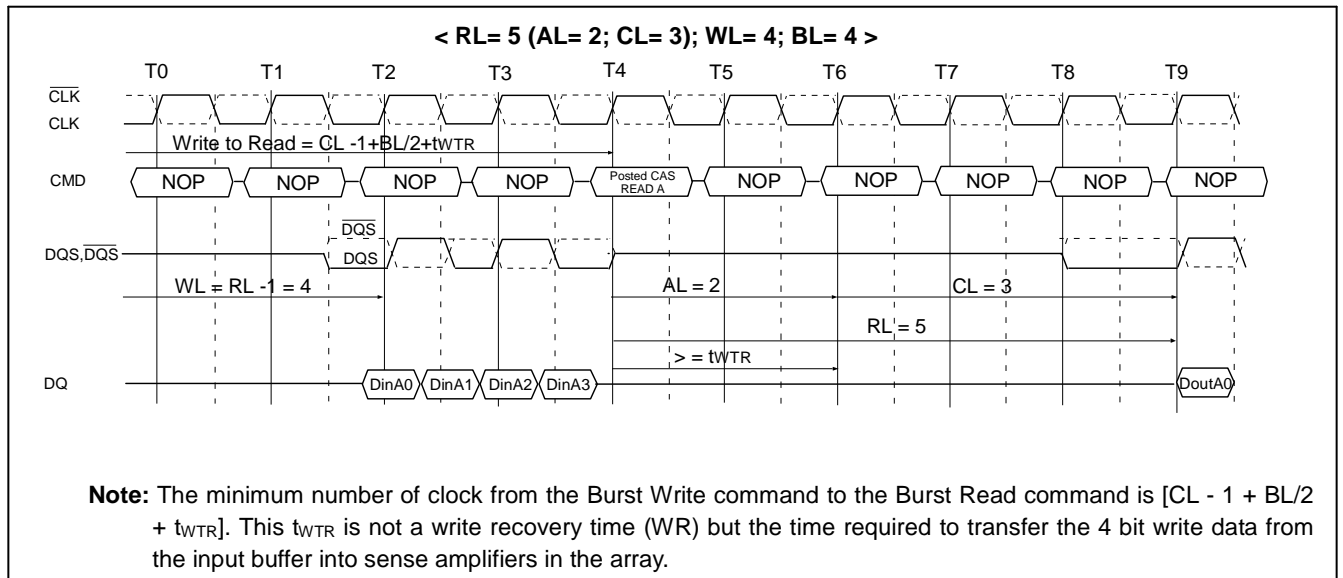 < RL= 5 (AL= 2; CL= 3); WL= 4; BL= 4 >
T0 T1 T2 T3 T4 T5 T6 T7 T8 T9
CLK
CLK
Write to Read = CL -1+BL/2+tWTR
CMD NOP NOP NOP NOP Posted CAS READ A NOP NOP NOP NOP NOP
DQS
DQS,DQS DQS
WL = RL -1 = 4 AL = 2 CL = 3
RL = 5
> = tWTR
DQ DinA0 DinA1 DinA2 DinA3 DoutA0
Note: The minimum number of clock from the Burst Write command to the Burst Read command is [CL - 1 + BL/2
+ tWTR]. This tWTR is not a write recovery time (WR) but the time required to transfer the 4 bit write data from
the input buffer into sense amplifiers in the array.